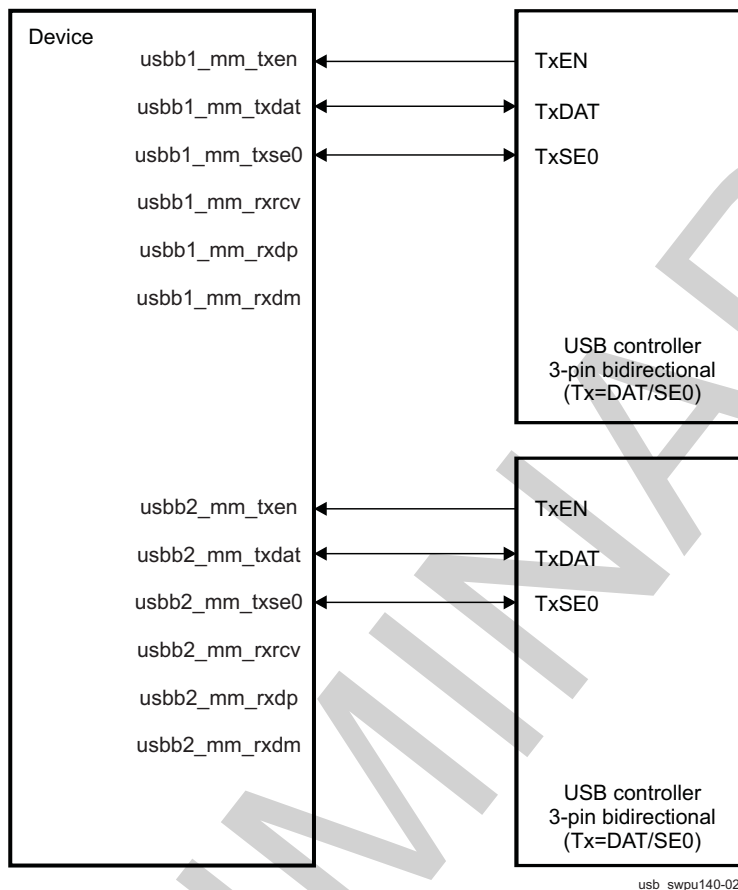 Device
usbb1_mm_txen
TxEN
usbb1_mm_txdat
TxDAT
usbb1_mm_txse0
TxSE0
usbb1_mm_rxrcv
usbb1_mm_rxdp
usbb1_mm_rxdm
USB controller
3-pin bidirectional
(Tx=DAT/SE0)
usbb2_mm_txen
TxEN
usbb2_mm_txdat
TxDAT
usbb2_mm_txse0
TxSE0
usbb2_mm_rxrcv
usbb2_mm_rxdp
usbb2_mm_rxdm
USB controller
3-pin bidirectional
(Tx=DAT/SE0)
usb_swpu140-02